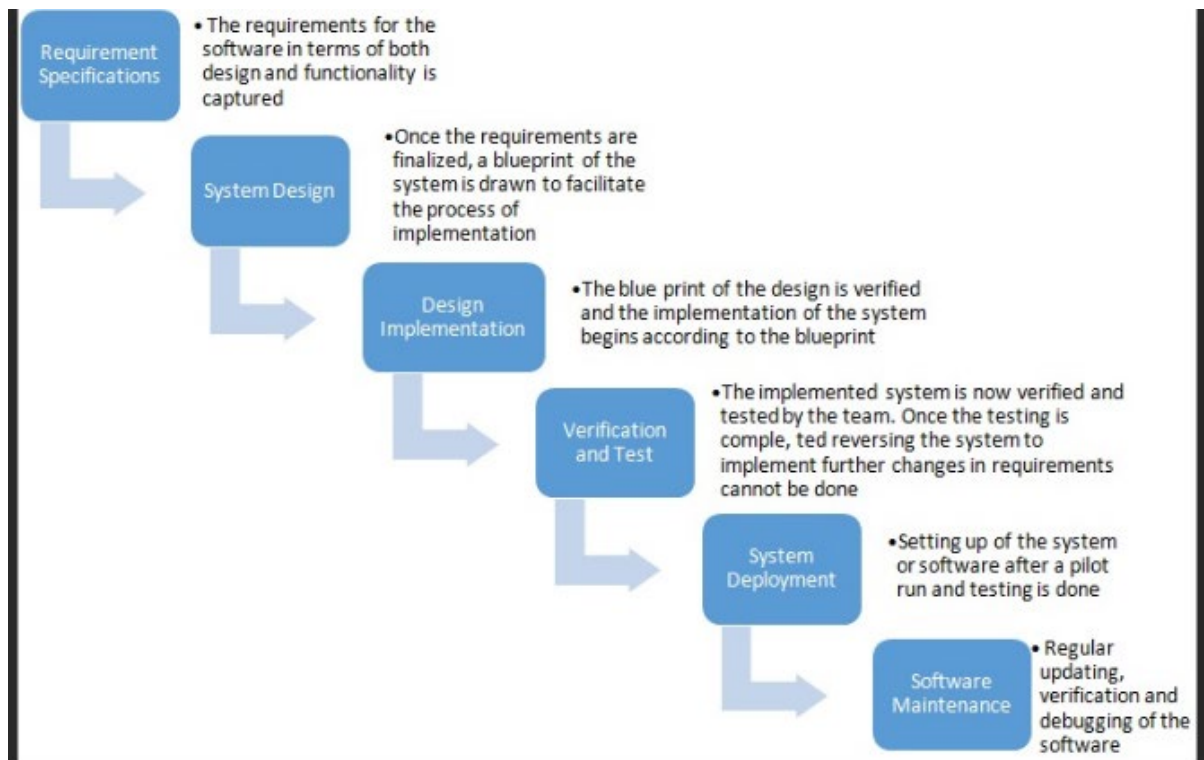 Requirement
Specifications
• The requirements for the
software in terms of both
design and functionality is
captured
System Design
•Once the requirements are
finalized, a blueprint of the
system is drawn to facilitate
the process of
implementation
Design
Implementation
•The blue print of the design is verified
and the implementation of the system
begins according to the blueprint
Verification
and Test
•The implemented system is now verified and
tested by the team. Once the testing is
comple, ted reversing the system to
implement further changes in requirements
cannot be done
System
Deployment
•Setting up of the system
or software after a pilot
run and testing is done
Software
Maintenance
• Regular
updating,
verification and
debugging of the
software